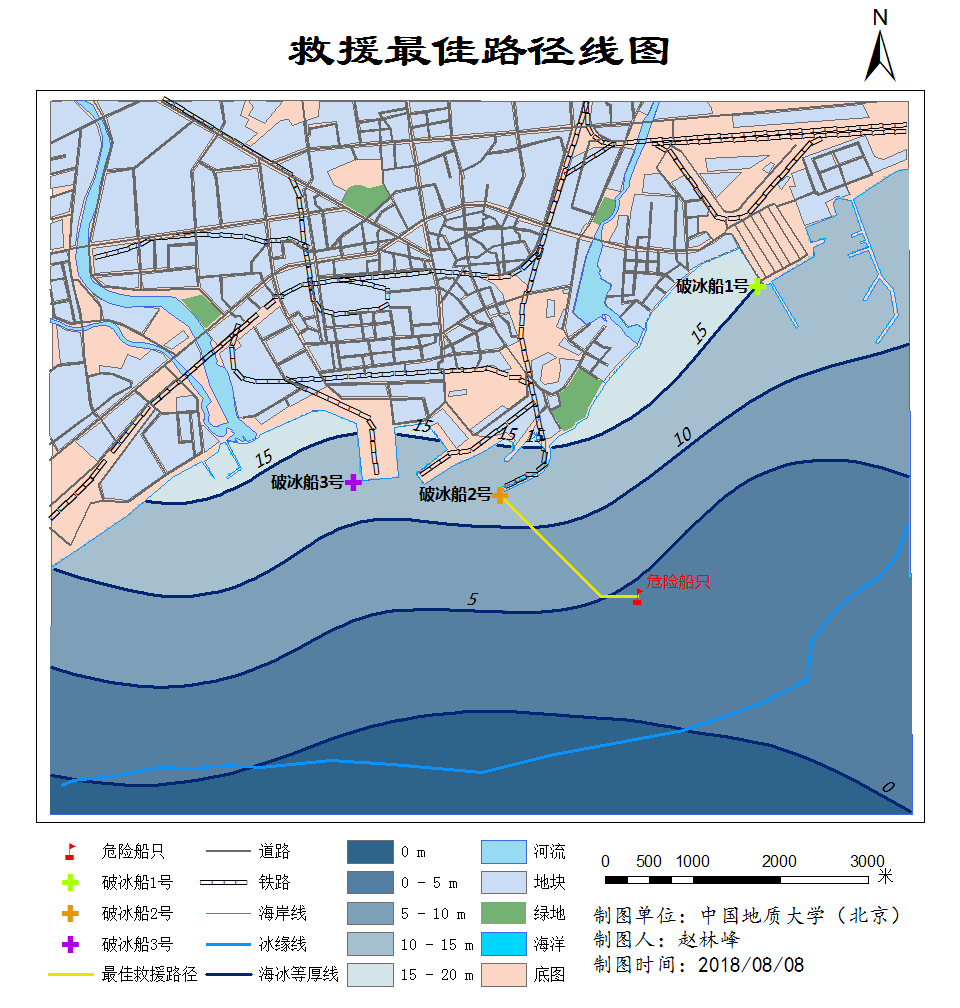 N
救援最佳路径线图
破冰船1号
15
10
15
15
15
15
破冰船3号
破冰船2号
危险船只
5
0
危险船只
道路
0 m
河流
0 500 1000 2000 3000
米
破冰船1号
铁路
0 - 5 m
地块
破冰船2号
海岸线
5 - 10 m
绿地
制图单位：中国地质大学（北京）
破冰船3号
冰缘线
10 - 15 m
海洋
制图人：赵林峰
最佳救援路径
海冰等厚线
15 - 20 m
底图
制图时间：2018/08/08